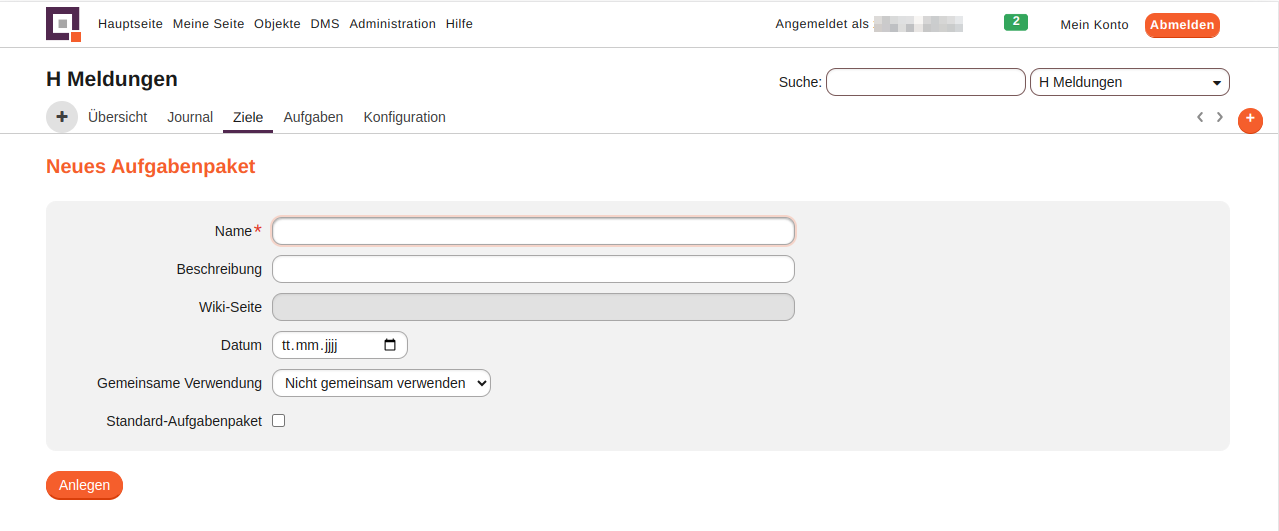 Hauptseite Meine Seite Objekte DMS Administration Hilfe Angemeldet als 2 Mein Konto Abmelden
H Meldungen Suche: H Meldungen
+ Übersicht Journal Ziele Aufgaben Konfiguration +
Neues Aufgabenpaket
Name*
Beschreibung
Wiki-Seite
Datum tt.mm.jjjj
Gemeinsame Verwendung Nicht gemeinsam verwenden
Standard-Aufgabenpaket
Anlegen